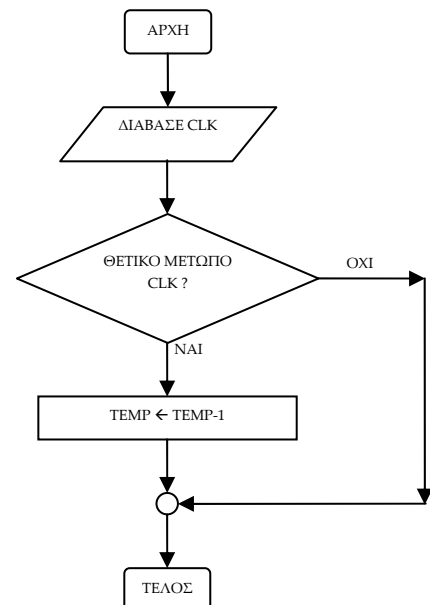 ΑΡΧΗ
ΔΙΑΒΑΣΕ CLK
ΘΕΤΙΚΟ ΜΕΤΩΠΟ
CLK ?
ΟΧΙ
ΝΑΙ
TEMP ← TEMP-1
ΤΕΛΟΣ